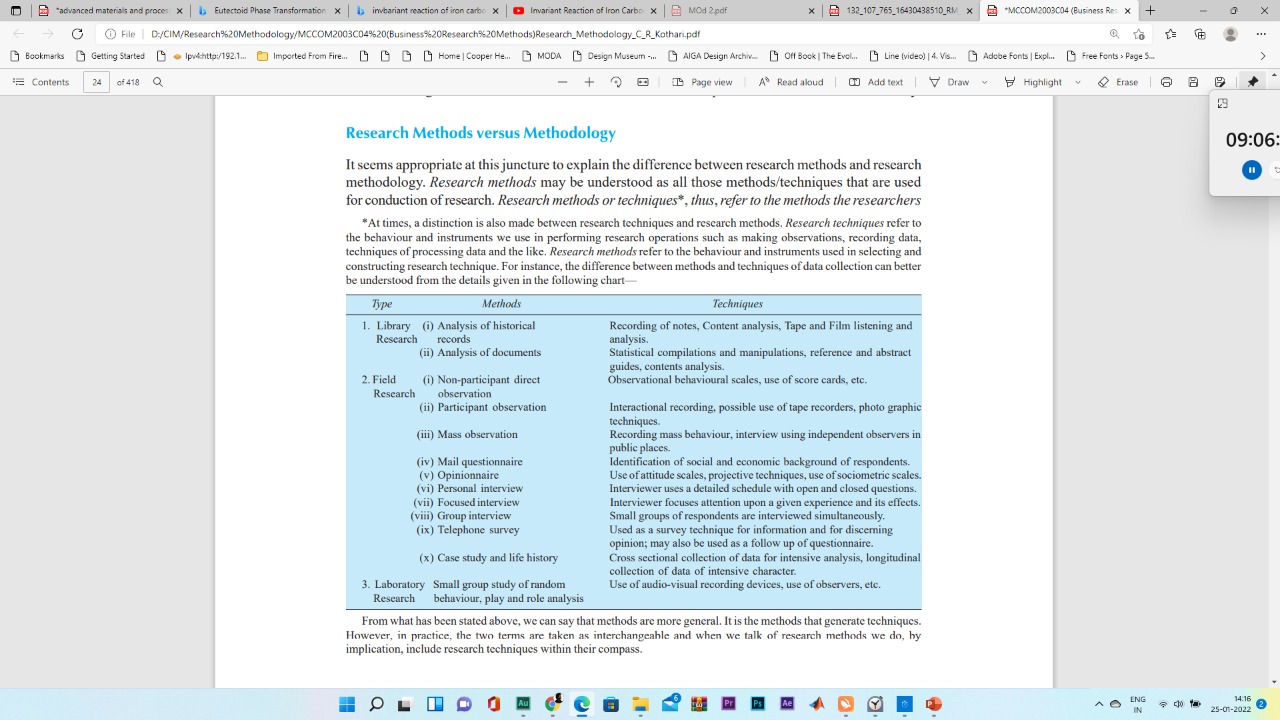 *advanced materials and proces:
Eutectoid Phase Transformation
invbariant reaction of iron carbo
Invariant Reaction of Iron Carbo
MOd 2.pdf
132_107_765_16430438510_RM_
*MCCOM2003C04 (Business Re:
File D:/CIM/Research%20Methodology/MCCOM2003C04%20(Business%20Research%20Methods)Research_Methodology_C_R_Kothari.pdf
Bookmarks Getting Started Ipv4http:/192.1... Imported From Fire... Home | Cooper He... MODA Design Museum -... AIGA Design Archiv... Off Book | The Evol... Line (video) | 4. Vis... Adobe Fonts | Expl... Free Fonts › Page 5...
Contents 24 of 418 Page view Read aloud Add text Draw Highlight Erase
09:06:
Research Methods versus Methodology
It seems appropriate at this juncture to explain the difference between research methods and research
methodology. Research methods may be understood as all those methods/techniques that are used
for conduction of research. Research methods or techniques*, thus, refer to the methods the researchers
*At times, a distinction is also made between research techniques and research methods. Research techniques refer to
the behaviour and instruments we use in performing research operations such as making observations, recording data,
techniques of processing data and the like. Research methods refer to the behaviour and instruments used in selecting and
constructing research technique. For instance, the difference between methods and techniques of data collection can better
be understood from the details given in the following chart—
Type Methods Techniques
1. Library (i) Analysis of historical Recording of notes, Content analysis, Tape and Film listening and
Research records analysis.
(ii) Analysis of documents Statistical compilations and manipulations, reference and abstract
guides, contents analysis.
2. Field (i) Non-participant direct Observational behavioural scales, use of score cards, etc.
Research observation
(ii) Participant observation Interactional recording, possible use of tape recorders, photo graphic
techniques.
(iii) Mass observation Recording mass behaviour, interview using independent observers in
public places.
(iv) Mail questionnaire Identification of social and economic background of respondents.
(v) Opinionnaire Use of attitude scales, projective techniques, use of sociometric scales.
(vi) Personal interview Interviewer uses a detailed schedule with open and closed questions.
(vii) Focused interview Interviewer focuses attention upon a given experience and its effects.
(viii) Group interview Small groups of respondents are interviewed simultaneously.
(ix) Telephone survey Used as a survey technique for information and for discerning
opinion; may also be used as a follow up of questionnaire.
(x) Case study and life history Cross sectional collection of data for intensive analysis, longitudinal
collection of data of intensive character.
3. Laboratory Small group study of random Use of audio-visual recording devices, use of observers, etc.
Research behaviour, play and role analysis
From what has been stated above, we can say that methods are more general. It is the methods that generate techniques.
However, in practice, the two terms are taken as interchangeable and when we talk of research methods we do, by
implication, include research techniques within their compass.
Au 6 Pr Ps Ae
ENG
IN
14:16
25-01-2022
2